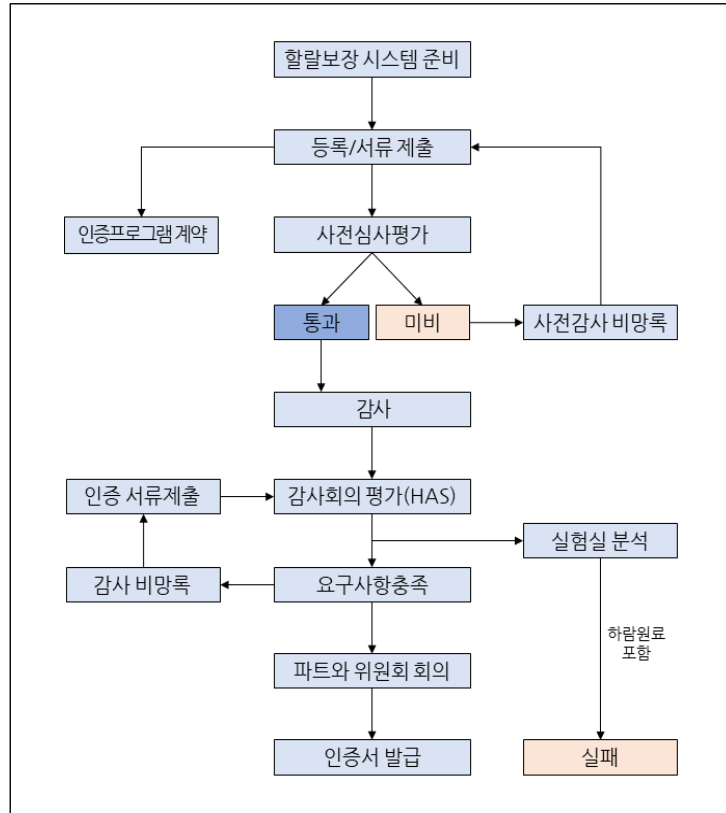 할랄보장 시스템 준비
등록/서류 제출
인증프로그램 계약
사전심사평가
통과
미비
사전감사 비망록
감사
인증 서류제출
감사회의 평가(HAS)
실험실 분석
감사 비망록
요구사항충족
하람원료
포함
파트와 위원회 회의
인증서 발급
실패